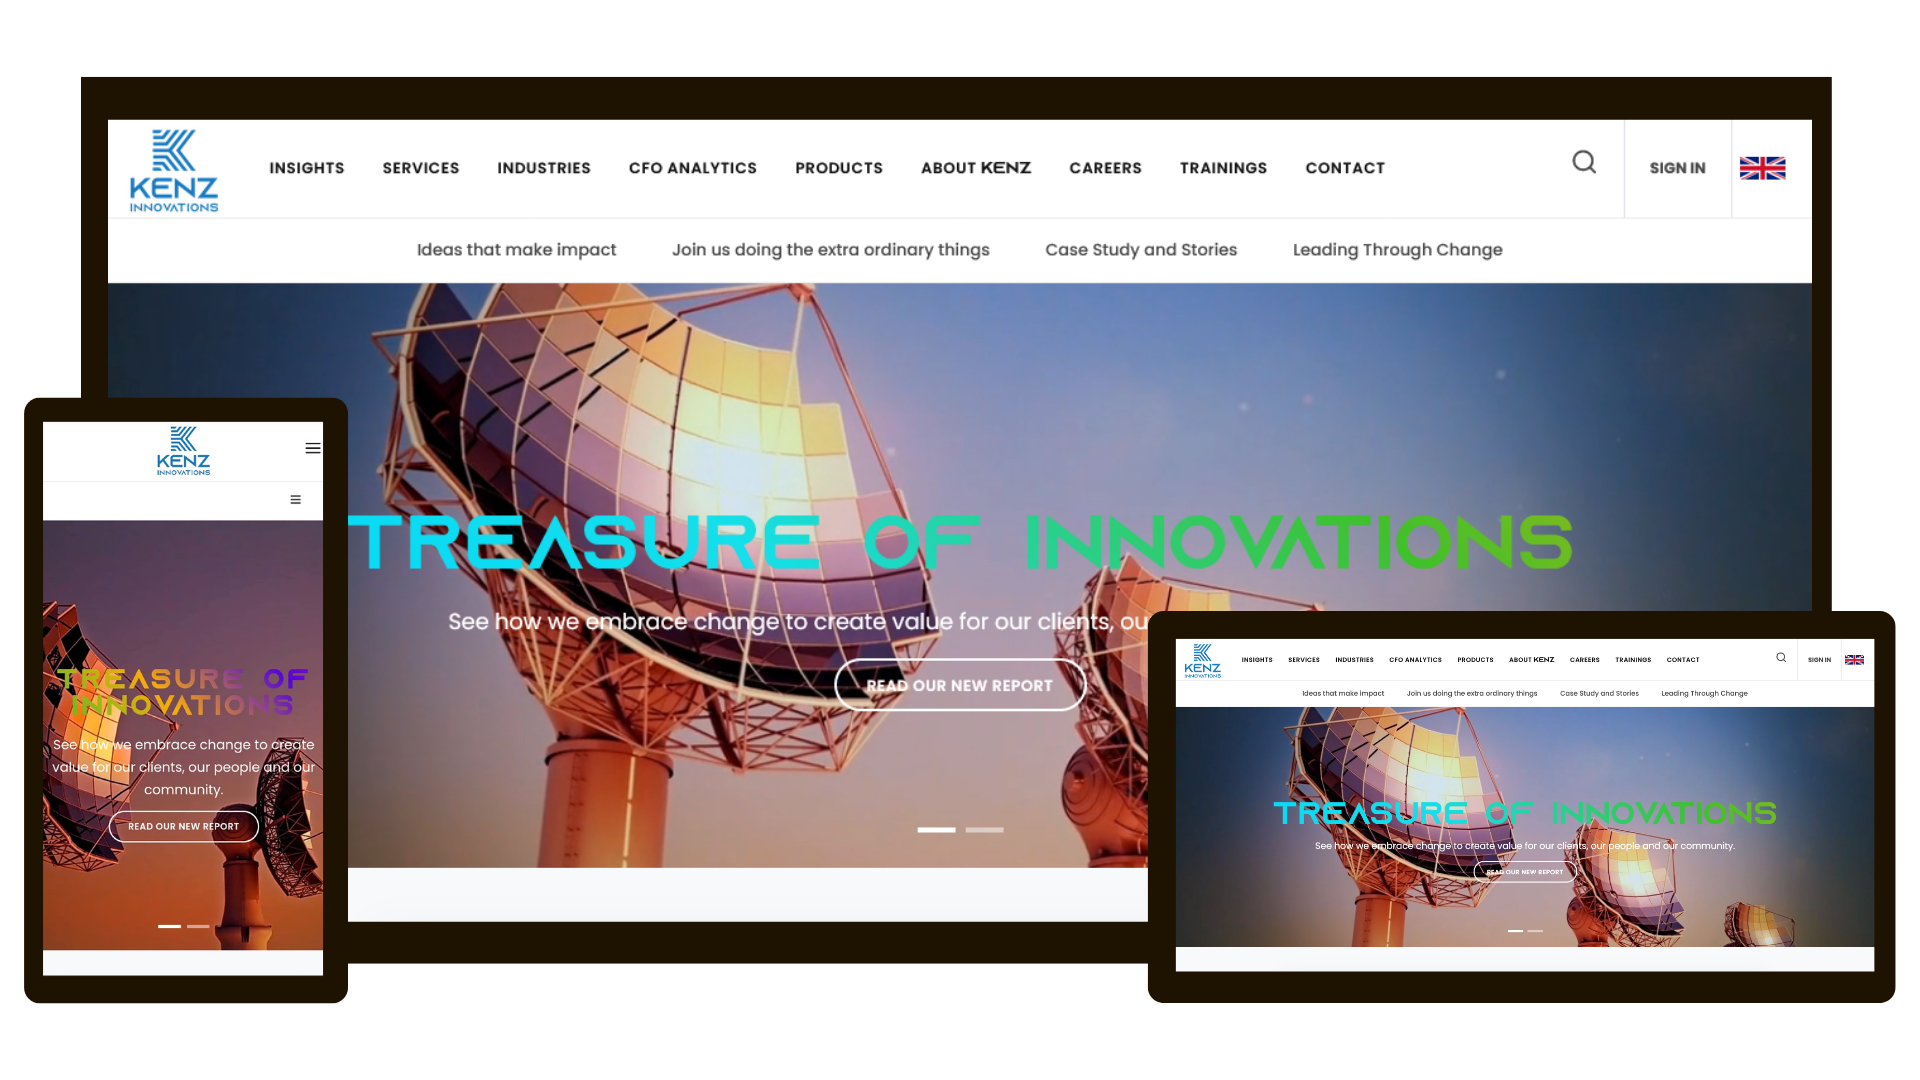 KENZ
INNOVATIONS
INSIGHTS SERVICES INDUSTRIES CFO ANALYTICS PRODUCTS ABOUT KENZ CAREERS TRAININGS CONTACT SIGN IN
Ideas that make impact Join us doing the extra ordinary things Case Study and Stories Leading Through Change
TREASURE OF INNOVATIONS
See how we embrace change to create value for our clients, ou
READ OUR NEW REPORT
KENZ
INNOVATIONS
TREASURE OF
INNOVATIONS
See how we embrace change to create
value for our clients, our people and our
community.
READ OUR NEW REPORT
KENZ
INNOVATIONS
INSIGHTS SERVICES INDUSTRIES CFO ANALYTICS PRODUCTS ABOUT KENZ CAREERS TRAININGS CONTACT SIGN IN
Ideas that make impact Join us doing the extra ordinary things Case Study and Stories Leading Through Change
TREASURE OF INNOVATIONS
See how we embrace change to create value for our clients, our people and our community.
READ OUR NEW REPORT